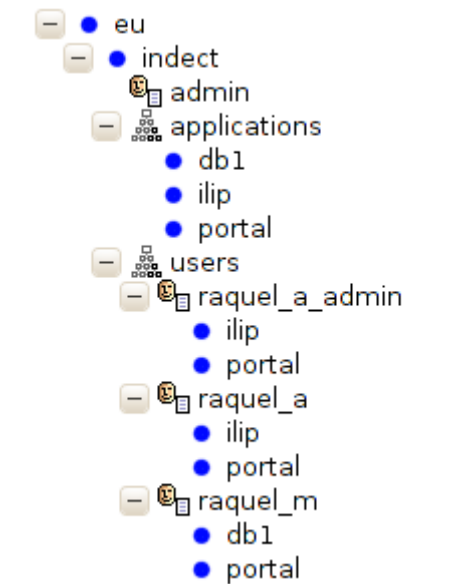 eu
indect
admin
applications
db1
ilip
portal
users
raquel_a_admin
ilip
portal
raquel_a
ilip
portal
raquel_m
db1
portal